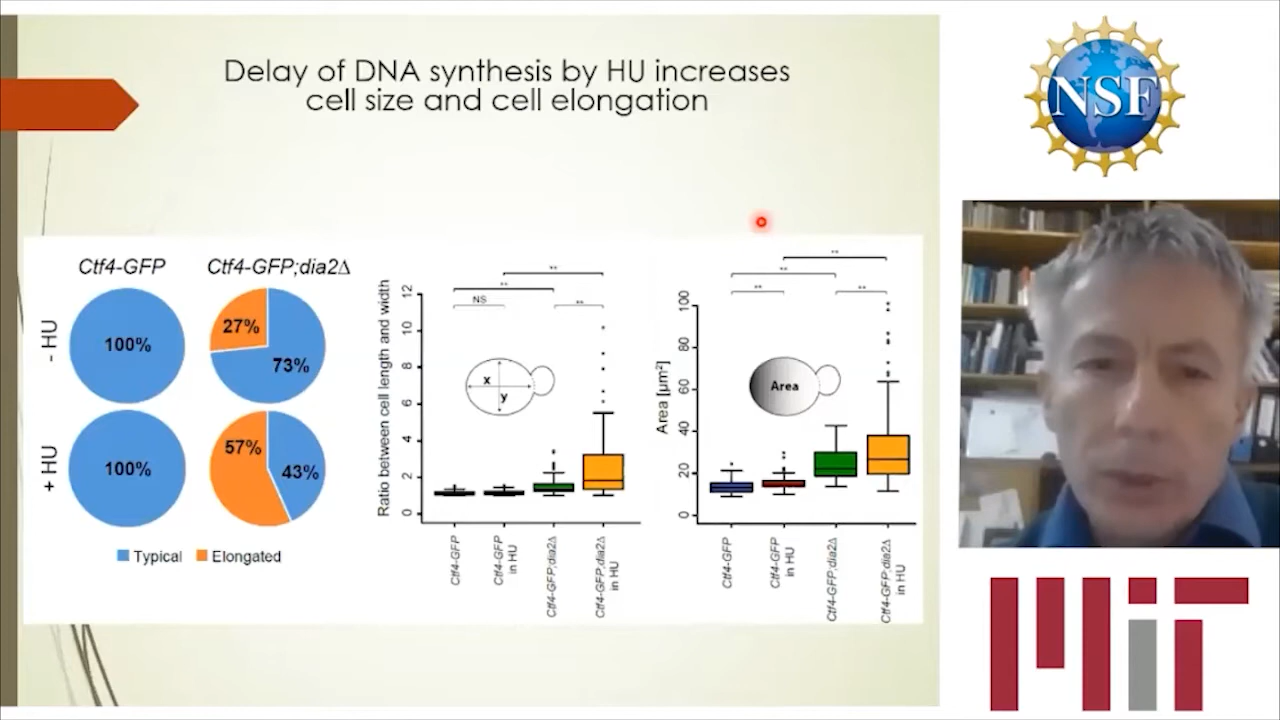 Delay of DNA synthesis by HU increases
cell size and cell elongation
NSF
Ctf4-GFP
Ctf4-GFP;dia2Δ
- HU
100%
27%
73%
+ HU
100%
57%
43%
Typical
Elongated
Ratio between cell length and width
0
2
4
6
8
10
12
**
**
NS
**
x
y
Ctf4-GFP
Ctf4-GFP
in HU
Ctf4-GFP;dia2Δ
Ctf4-GFP;dia2Δ
in HU
Area [µm²]
0
20
40
60
80
100
**
**
**
**
Area
Ctf4-GFP
Ctf4-GFP
in HU
Ctf4-GFP;dia2Δ
Ctf4-GFP;dia2Δ
in HU
MIT